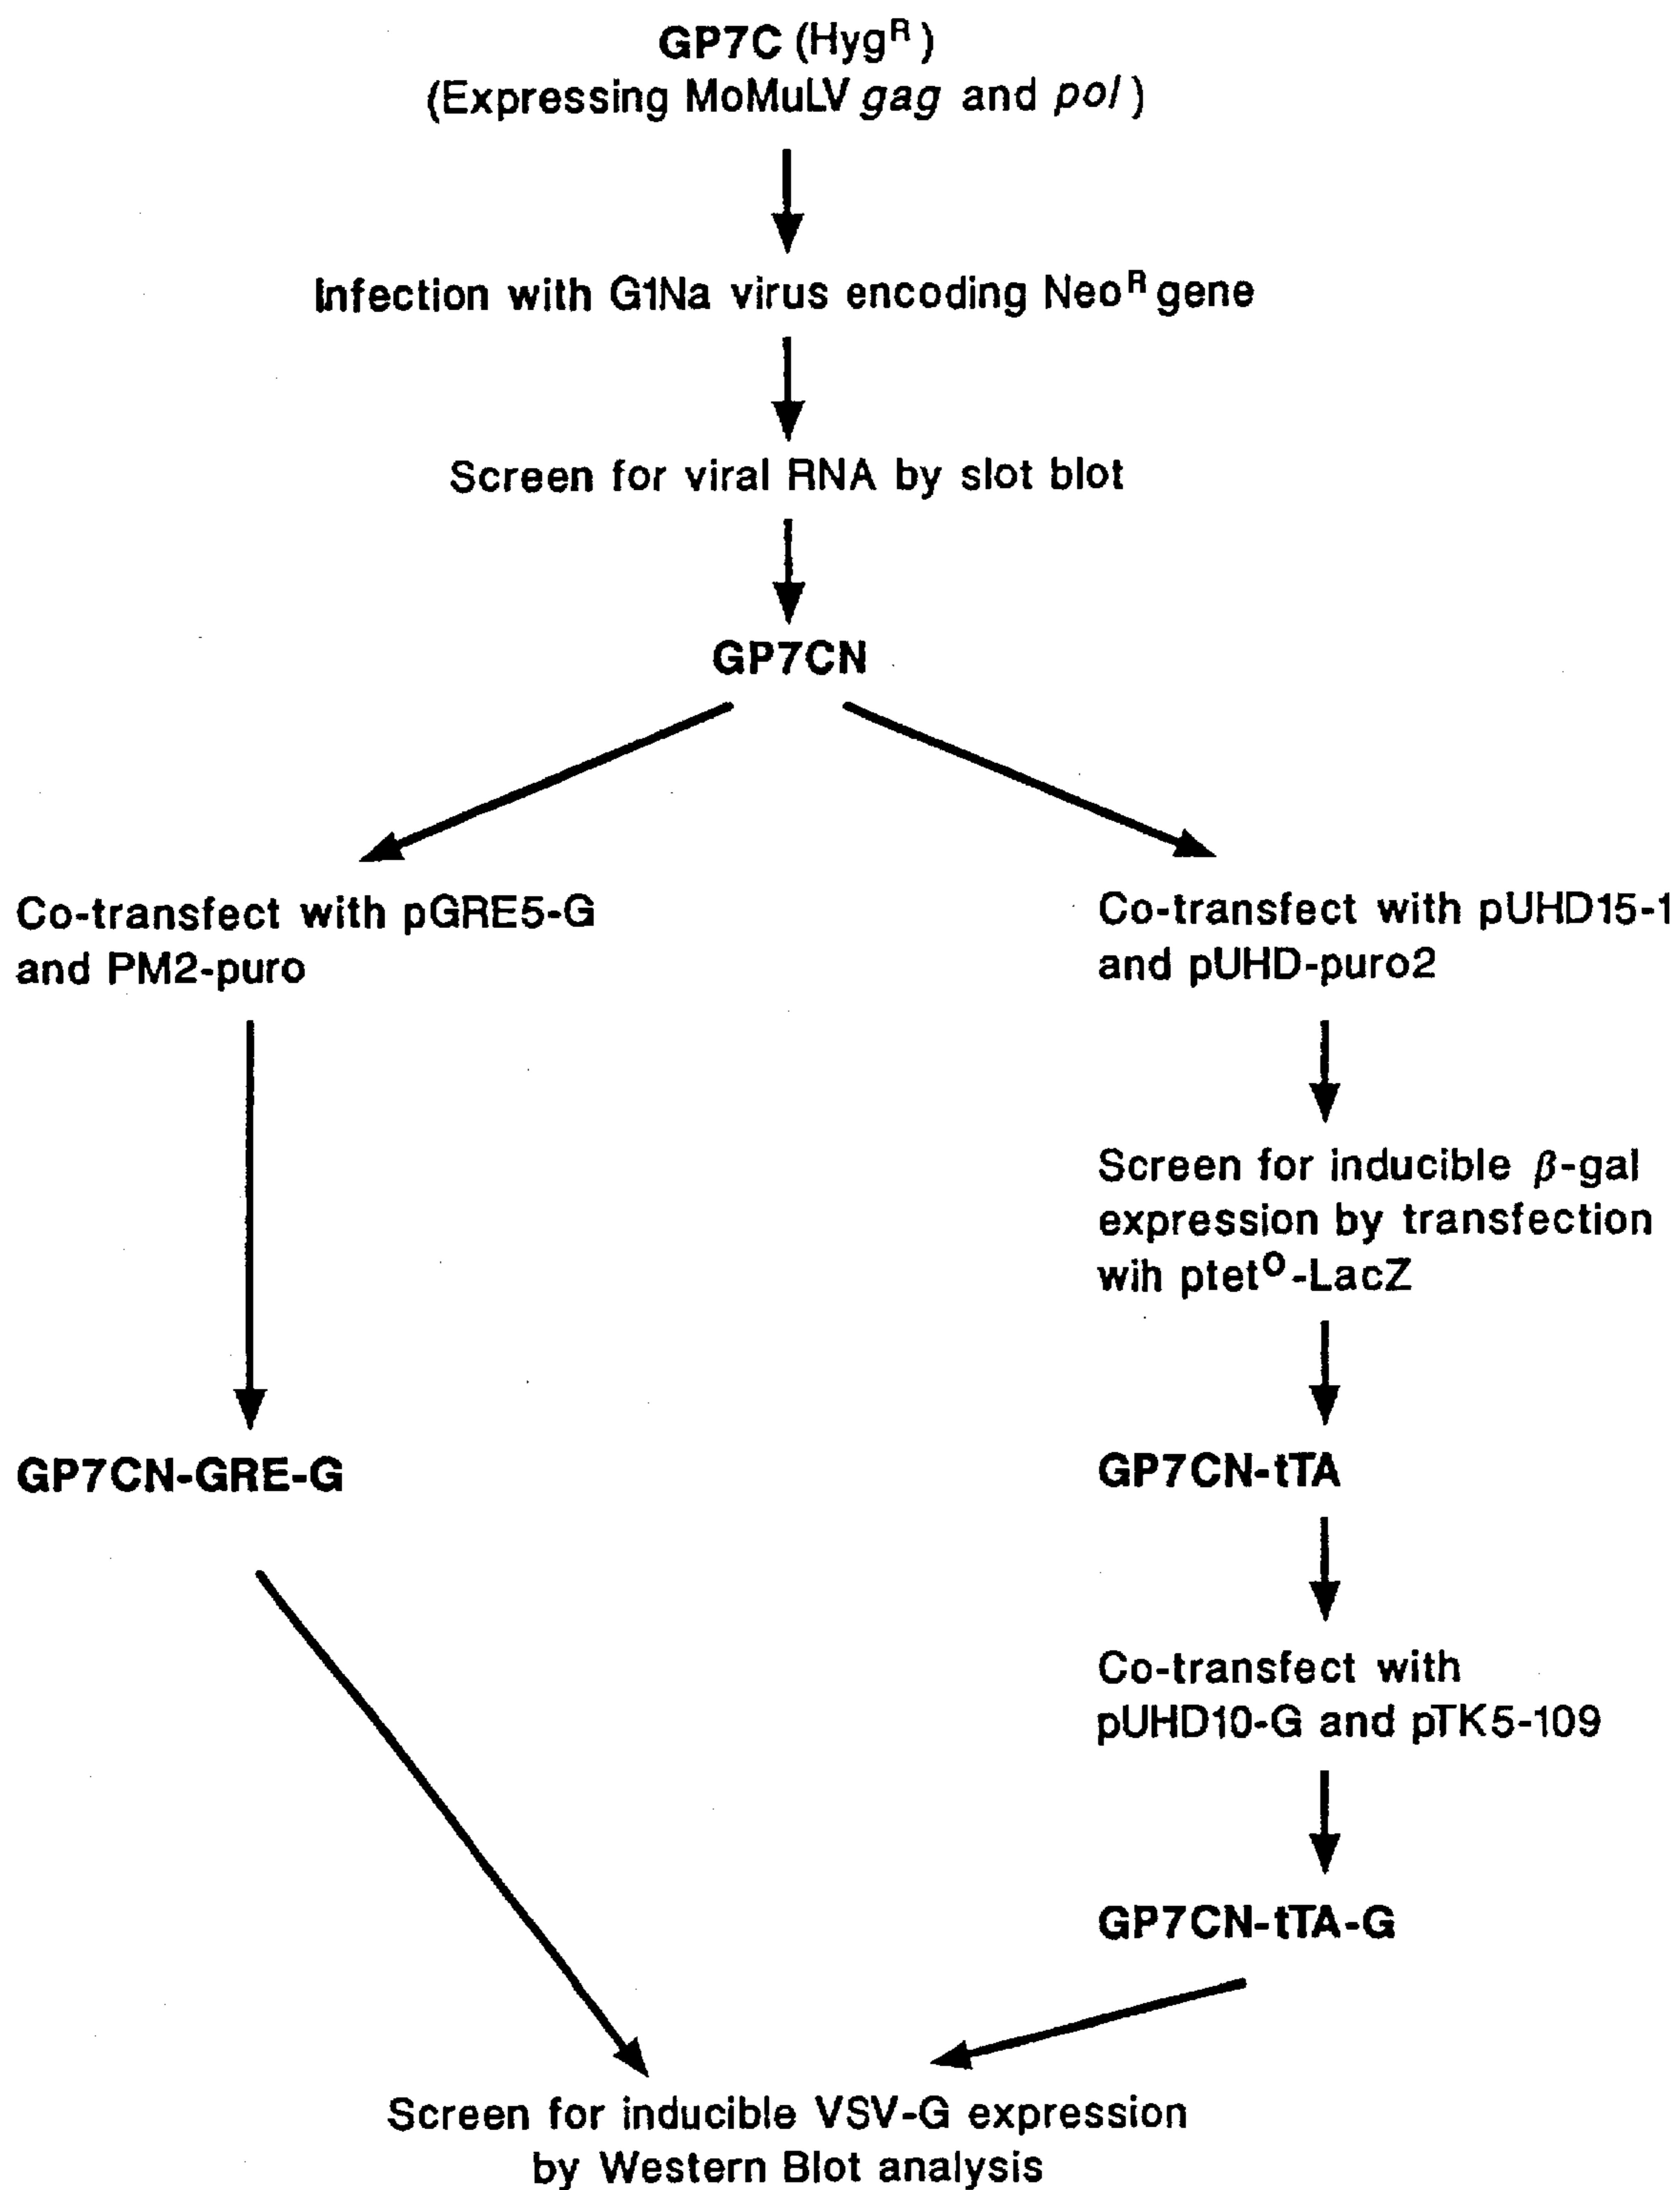 GP7C (Hygᴿ)
(Expressing MoMuLV gag and pol)
Infection with G1Na virus encoding Neoᴿ gene
Screen for viral RNA by slot blot
GP7CN
Co-transfect with pGRE5-G
and PM2-puro
GP7CN-GRE-G
Co-transfect with pUHD15-1
and pUHD-puro2
Screen for inducible β-gal
expression by transfection
wih ptetᴼ-LacZ
GP7CN-tTA
Co-transfect with
pUHD10-G and pTK5-109
GP7CN-tTA-G
Screen for inducible VSV-G expression
by Western Blot analysis